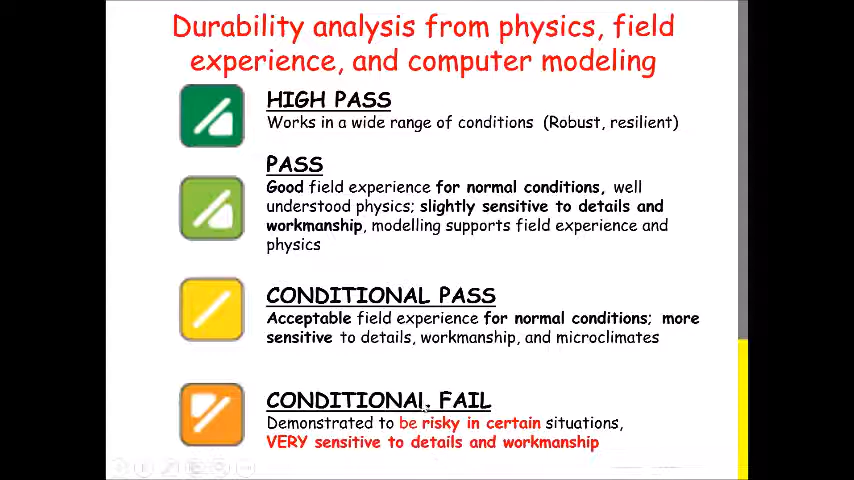 Durability analysis from physics, field
experience, and computer modeling
HIGH PASS
Works in a wide range of conditions (Robust, resilient)
PASS
Good field experience for normal conditions, well
understood physics; slightly sensitive to details and
workmanship, modelling supports field experience and
physics
CONDITIONAL PASS
Acceptable field experience for normal conditions; more
sensitive to details, workmanship, and microclimates
CONDITIONAL FAIL
Demonstrated to be risky in certain situations,
VERY sensitive to details and workmanship